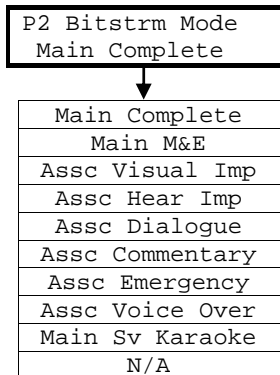 P2 Bitstrm Mode
Main Complete
Main Complete
Main M&E
Assc Visual Imp
Assc Hear Imp
Assc Dialogue
Assc Commentary
Assc Emergency
Assc Voice Over
Main Sv Karaoke
N/A